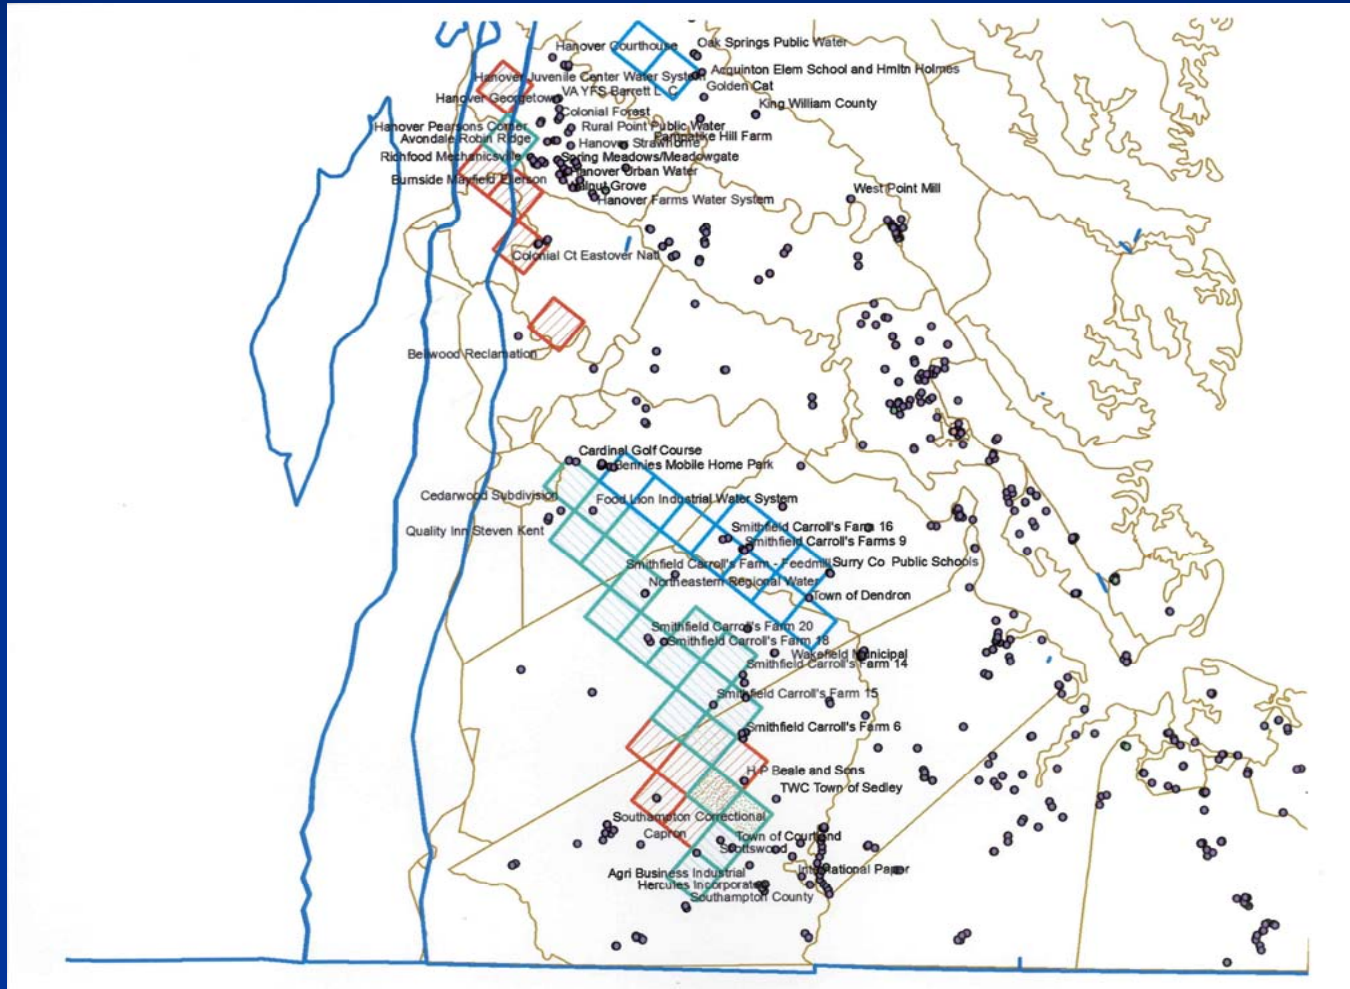 Hanover Courthouse
Oak Springs Public Water
Acquinton Elem School and Hmltn Holmes
Hanover Juvenile Center Water System
Golden Cat
VA YFS Barrett L C
Hanover Georgetown
King William County
Colonial Forest
Hanover Pearsons Corner
Rural Point Public Water
Pampatike Hill Farm
Avondale Robin Ridge
Hanover Strawhorne
Richfood Mechanicsville
Spring Meadows/Meadowgate
Hanover Urban Water
Burnside Mayfield Ellerson
Walnut Grove
West Point Mill
Hanover Farms Water System
Colonial Ct Eastover Natl
Bellwood Reclamation
Cardinal Golf Course
Bennies Mobile Home Park
Cedarwood Subdivision
Food Lion Industrial Water System
Quality Inn Steven Kent
Smithfield Carroll's Farm 16
Smithfield Carroll's Farms 9
Smithfield Carroll's Farm - Feedmill
Surry Co Public Schools
Northeastern Regional Water
Town of Dendron
Smithfield Carroll's Farm 20
Smithfield Carroll's Farm 18
Wakefield Municipal
Smithfield Carroll's Farm 14
Smithfield Carroll's Farm 15
Smithfield Carroll's Farm 6
H P Beale and Sons
TWC Town of Sedley
Southampton Correctional
Capron
Town of Courtland
Scottswood
International Paper
Agri Business Industrial
Hercules Incorporated
Southampton County